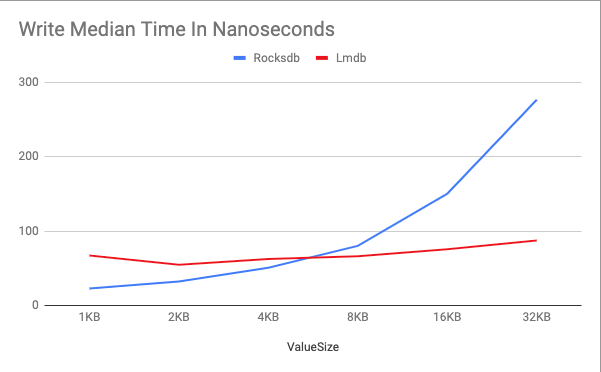 Write Median Time In Nanoseconds
Rocksdb Lmdb
300
200
100
0
1KB 2KB 4KB 8KB 16KB 32KB
ValueSize